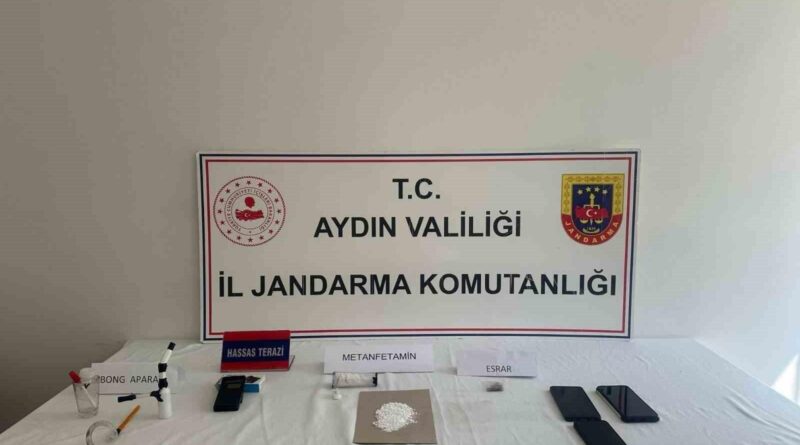 T.C.
AYDIN VALİLİĞİ
İL JANDARMA KOMUTANLIĞI
JANDARMA
HASSAS TERAZİ
METANFETAMİN
ESRAR
BONG APARA